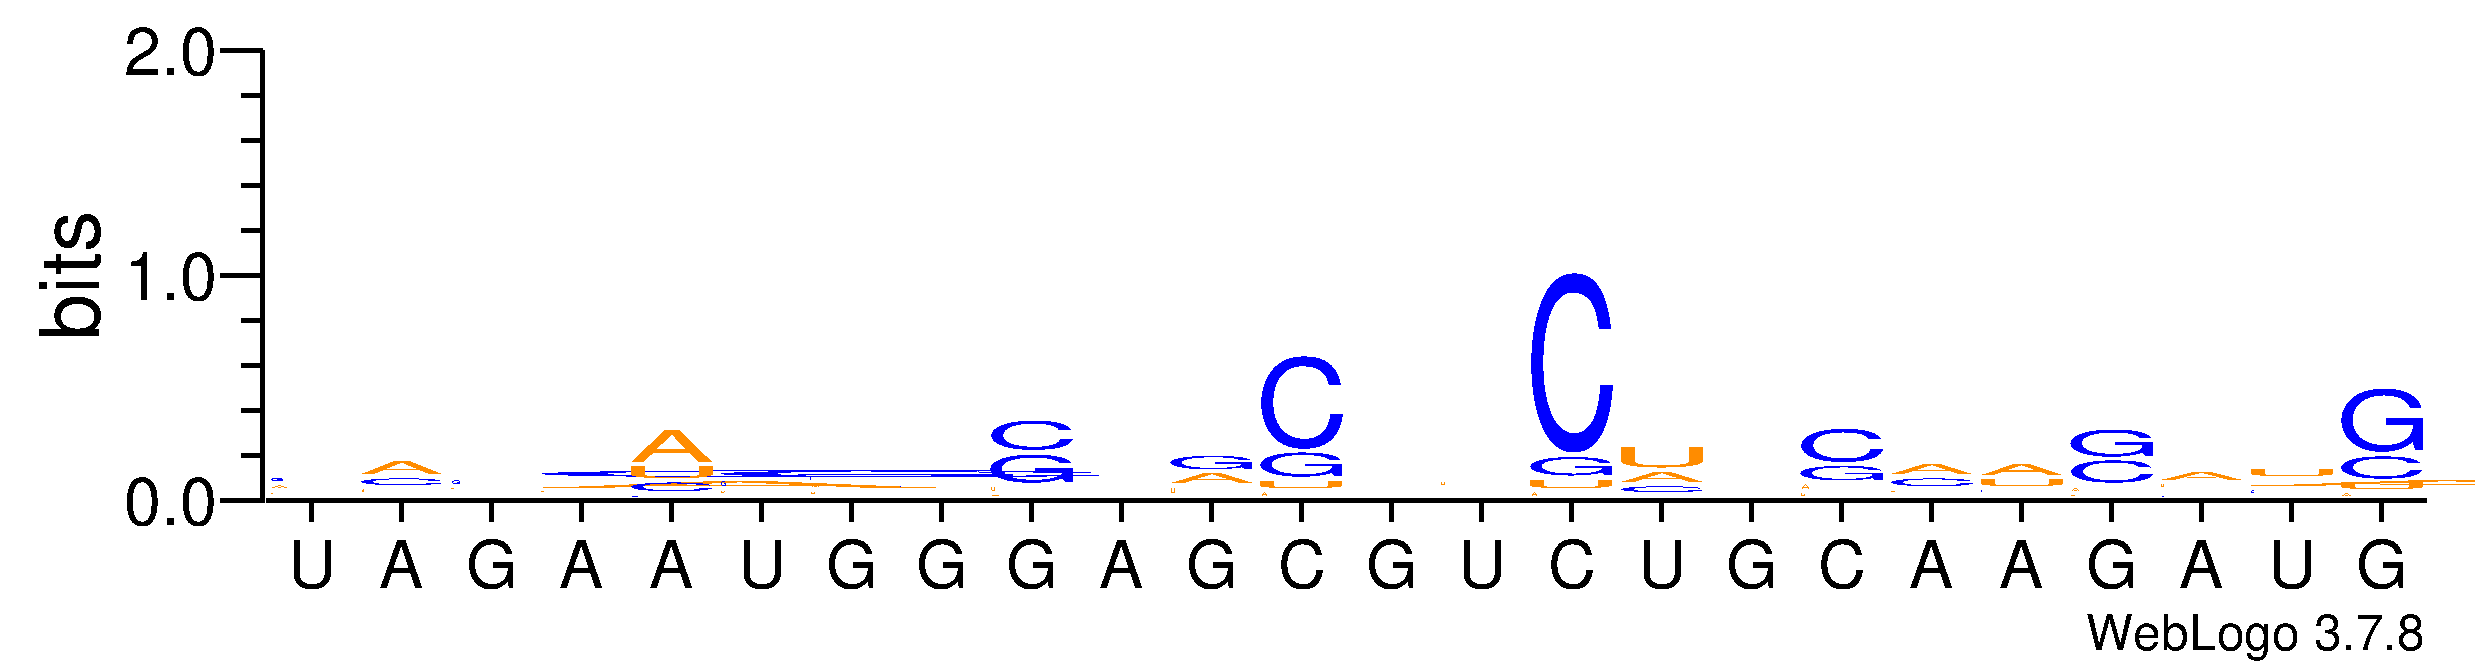 2.0
1.0
0.0
bits
U A G A A U G G G A G C G U C U G C A A G A U G
WebLogo 3.7.8